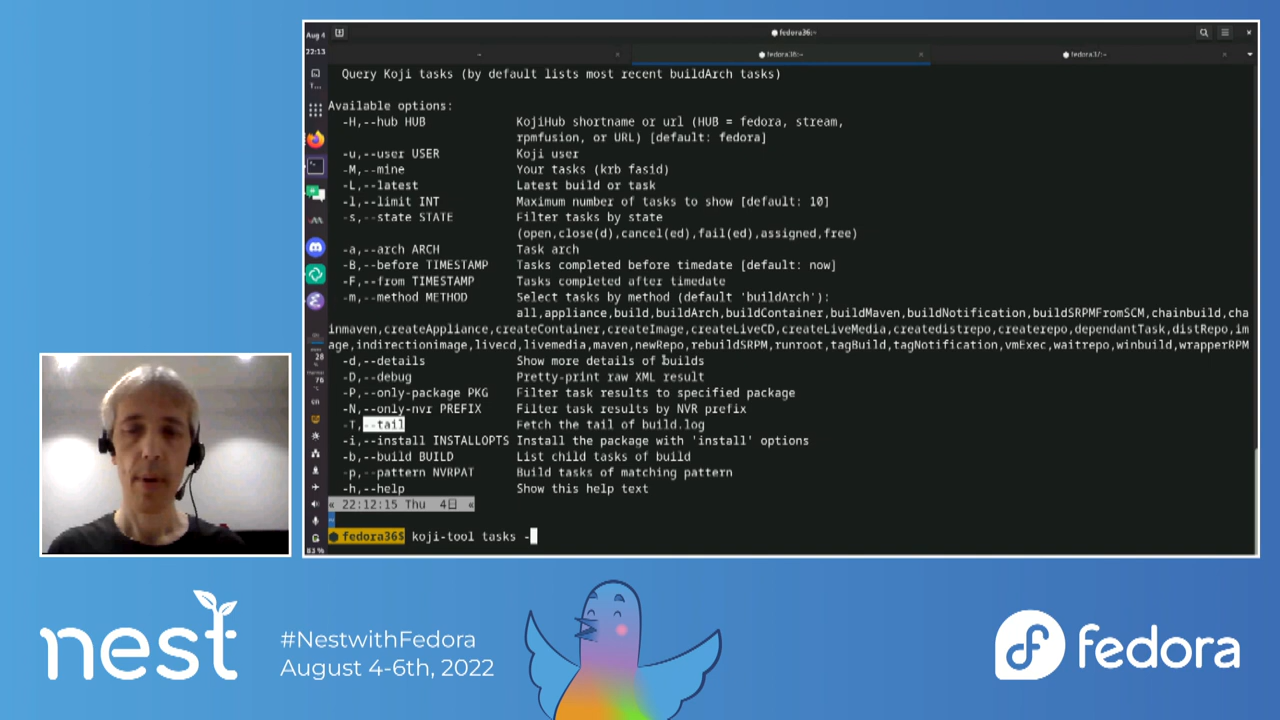 Aug 4
22:13
fedora36:~
~
fedora36:~
fedora37:~
Query Koji tasks (by default lists most recent buildArch tasks)
Available options:
-H,--hub HUB KojiHub shortname or url (HUB = fedora, stream,
rpmfusion, or URL) [default: fedora]
-u,--user USER Koji user
-M,--mine Your tasks (krb fasid)
-L,--latest Latest build or task
-l,--limit INT Maximum number of tasks to show [default: 10]
-s,--state STATE Filter tasks by state
(open,close(d),cancel(ed),fail(ed),assigned,free)
-a,--arch ARCH Task arch
-B,--before TIMESTAMP Tasks completed before timedate [default: now]
-F,--from TIMESTAMP Tasks completed after timedate
-m,--method METHOD Select tasks by method (default 'buildArch'):
all,appliance,build,buildArch,buildContainer,buildMaven,buildNotification,buildSRPMFromSCM,chainbuild,cha
inmaven,createAppliance,createContainer,createImage,createLiveCD,createLiveMedia,createdistrepo,createrepo,dependantTask,distRepo,im
age,indirectionimage,livecd,livemedia,maven,newRepo,rebuildSRPM,runroot,tagBuild,tagNotification,vmExec,waitrepo,winbuild,wrapperRPM
-d,--details Show more details of builds
-D,--debug Pretty-print raw XML result
-P,--only-package PKG Filter task results to specified package
-N,--only-nvr PREFIX Filter task results by NVR prefix
-T,--tail Fetch the tail of build.log
-i,--install INSTALLOPTS Install the package with 'install' options
-b,--build BUILD List child tasks of build
-p,--pattern NVRPAT Build tasks of matching pattern
-h,--help Show this help text
« 22:12:15 Thu 4日 «
~
fedora36$ koji-tool tasks -
28
76
en
83 %
nest
#NestwithFedora
August 4-6th, 2022
fedora